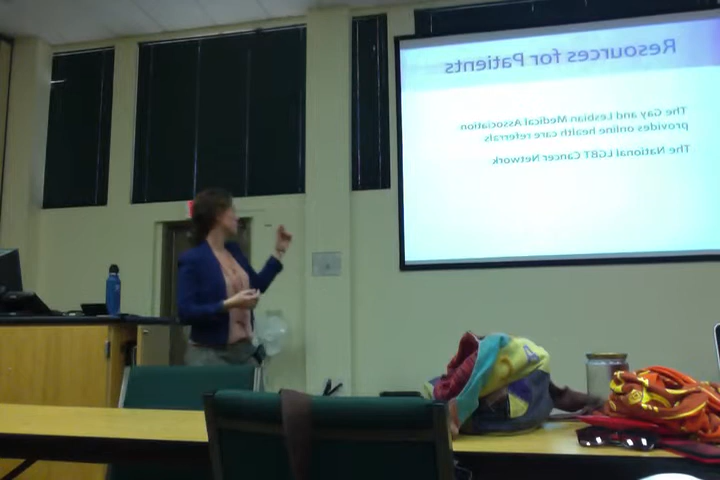 Resources for Patients
The Gay and Lesbian Medical Association
provides online health care referrals
The National LGBT Cancer Network